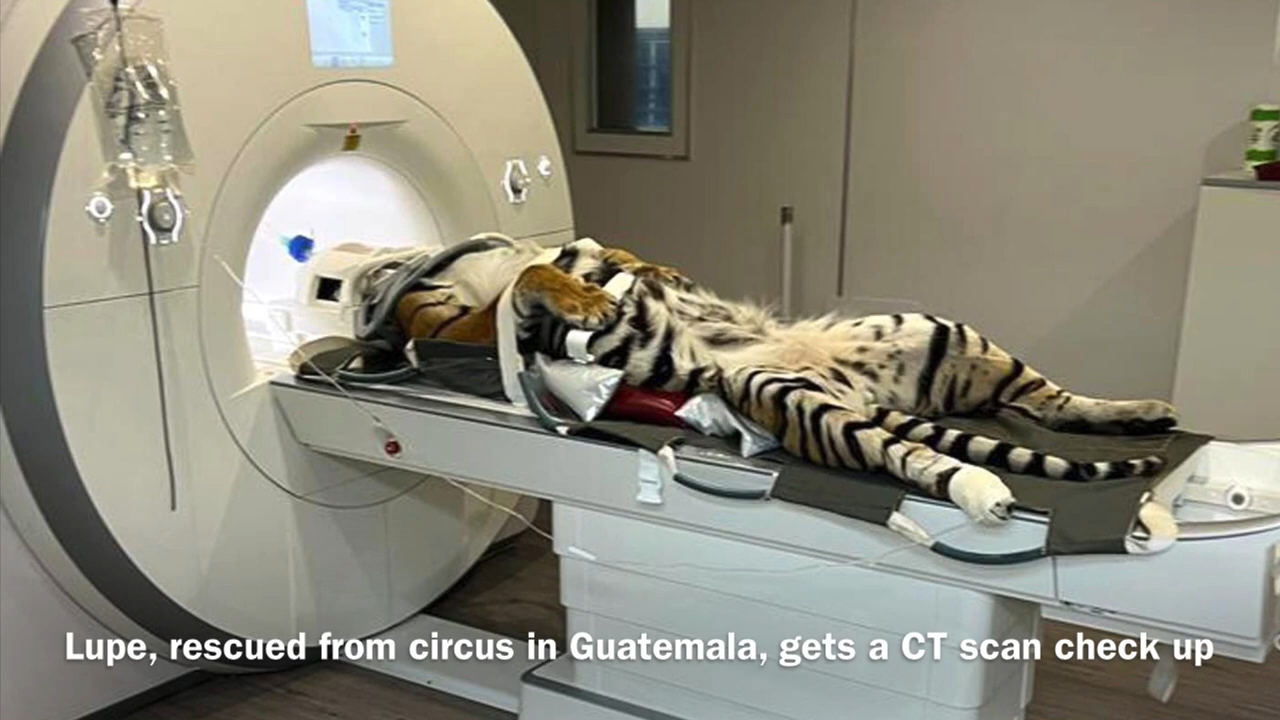 Lupe, rescued from circus in Guatemala, gets a CT scan check up